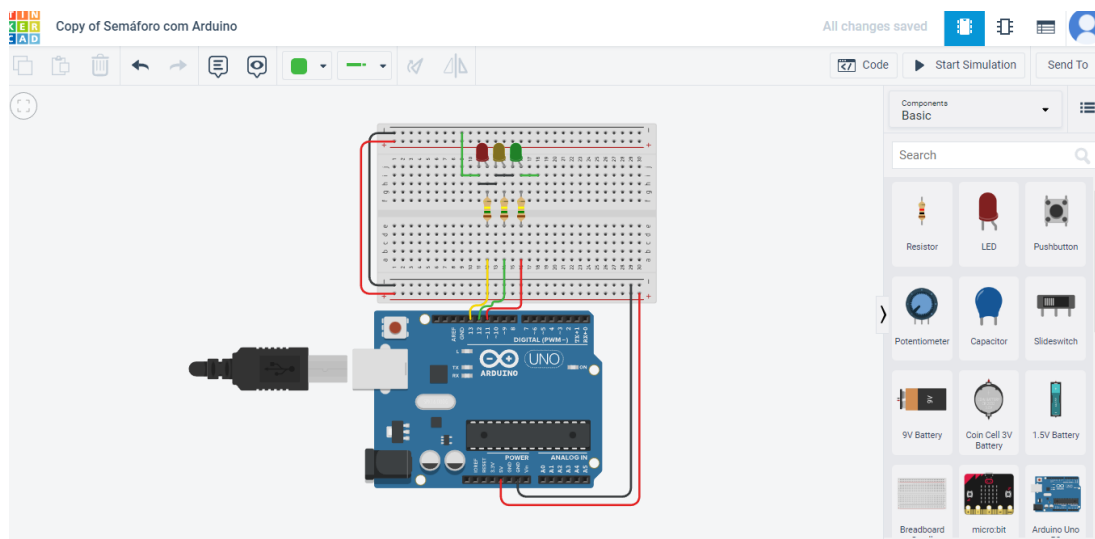 TIN
KER
CAD
Copy of Semáforo com Arduino
All changes saved
Code
Start Simulation
Send To
Components
Basic
Search
Resistor
LED
Pushbutton
Potentiometer
Capacitor
Slideswitch
9V
9V Battery
Coin Cell 3V
Battery
1.5V Battery
Breadboard
micro:bit
Arduino Uno
AREF
GND
13
12
~11
~10
~9
8
7
~6
~5
4
~3
2
TX→1
RX←0
DIGITAL (PWM~)
L
TX
RX
UNO
ARDUINO
ON
IOREF
RESET
3.3V
5V
GND
GND
Vin
POWER
ANALOG IN
A0
A1
A2
A3
A4
A5